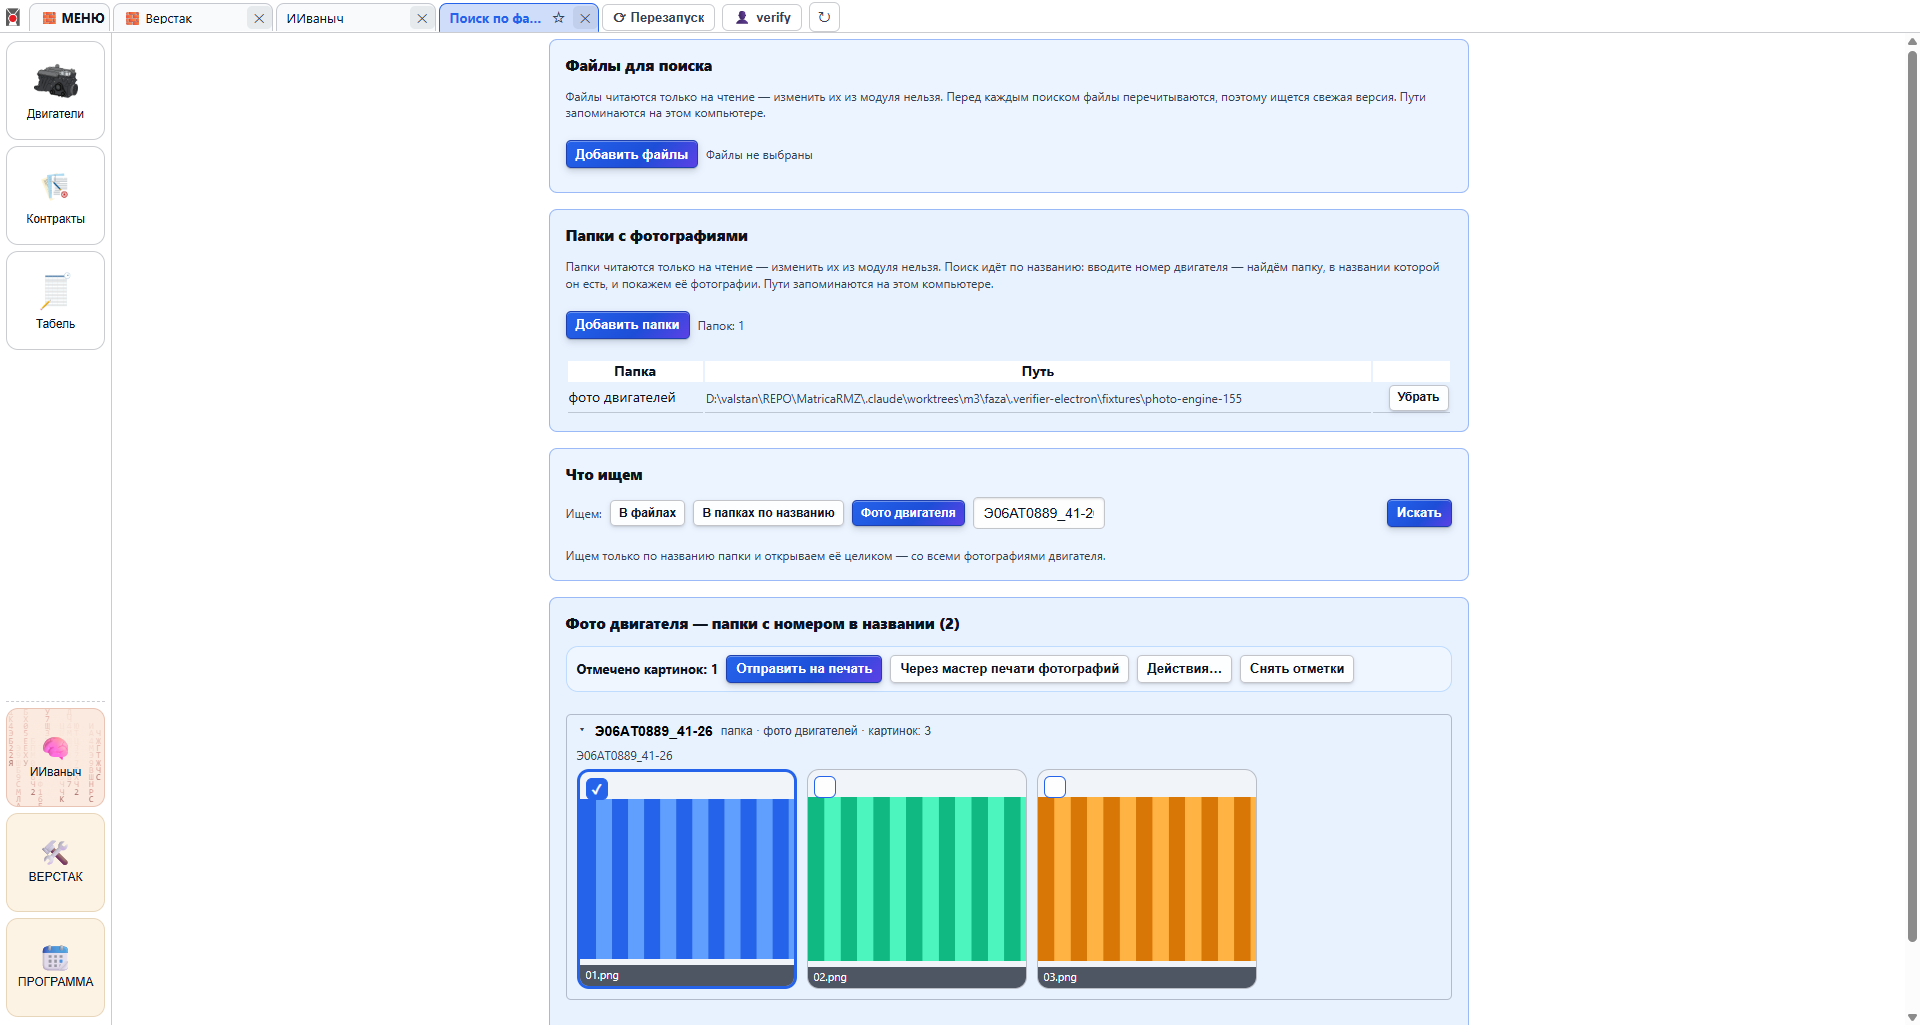 МЕНЮ
Верстак
ИИваныч
Поиск по фа...
Перезапуск
verify
Двигатели
Контракты
Табель
ИИваныч
ВЕРСТАК
ПРОГРАММА
Файлы для поиска
Файлы читаются только на чтение — изменить их из модуля нельзя. Перед каждым поиском файлы перечитываются, поэтому ищется свежая версия. Пути
запоминаются на этом компьютере.
Добавить файлы
Файлы не выбраны
Папки с фотографиями
Папки читаются только на чтение — изменить их из модуля нельзя. Поиск идёт по названию: вводите номер двигателя — найдём папку, в названии которой
он есть, и покажем её фотографии. Пути запоминаются на этом компьютере.
Добавить папки
Папок: 1
Папка
Путь
фото двигателей
D:\valstan\REPO\MatricaRMZ\.claude\worktrees\m3\faza\.verifier-electron\fixtures\photo-engine-155
Убрать
Что ищем
Ищем:
В файлах
В папках по названию
Фото двигателя
Э06АТ0889_41-2
Искать
Ищем только по названию папки и открываем её целиком — со всеми фотографиями двигателя.
Фото двигателя — папки с номером в названии (2)
Отмечено картинок: 1
Отправить на печать
Через мастер печати фотографий
Действия...
Снять отметки
Э06АТ0889_41-26 папка · фото двигателей · картинок: 3
Э06АТ0889_41-26
01.png
02.png
03.png